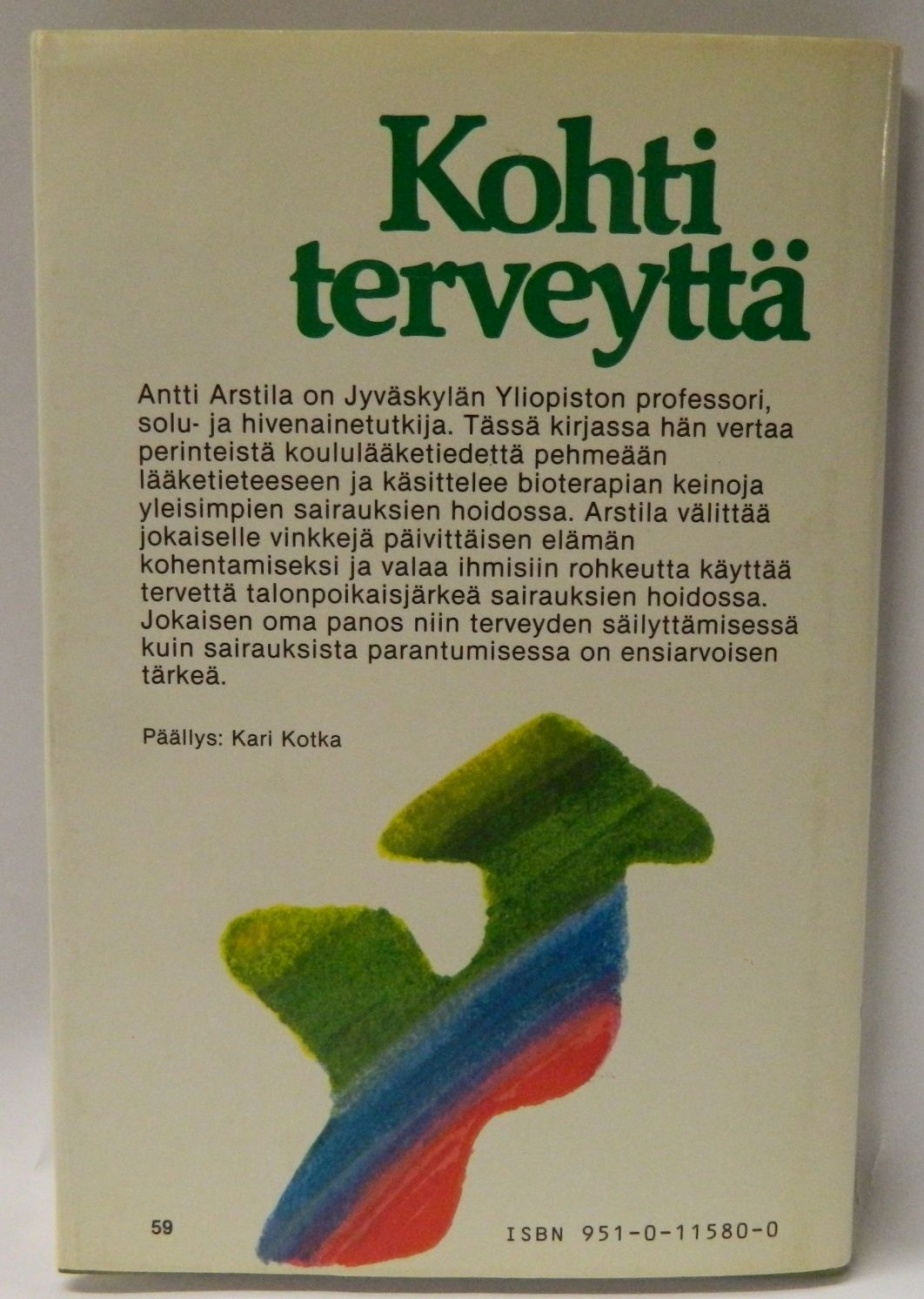 Kohti
terveyttä
Antti Arstila on Jyväskylän Yliopiston professori,
solu- ja hivenainetutkija. Tässä kirjassa hän vertaa
perinteistä koululääketiedettä pehmeään
lääketieteeseen ja käsittelee bioterapian keinoja
yleisimpien sairauksien hoidossa. Arstila välittää
jokaiselle vinkkejä päivittäisen elämän
kohentamiseksi ja valaa ihmisiin rohkeutta käyttää
tervettä talonpoikaisjärkeä sairauksien hoidossa.
Jokaisen oma panos niin terveyden säilyttämisessä
kuin sairauksista parantumisessa on ensiarvoisen
tärkeä.
Päällys: Kari Kotka
59
ISBN 951-0-11580-0